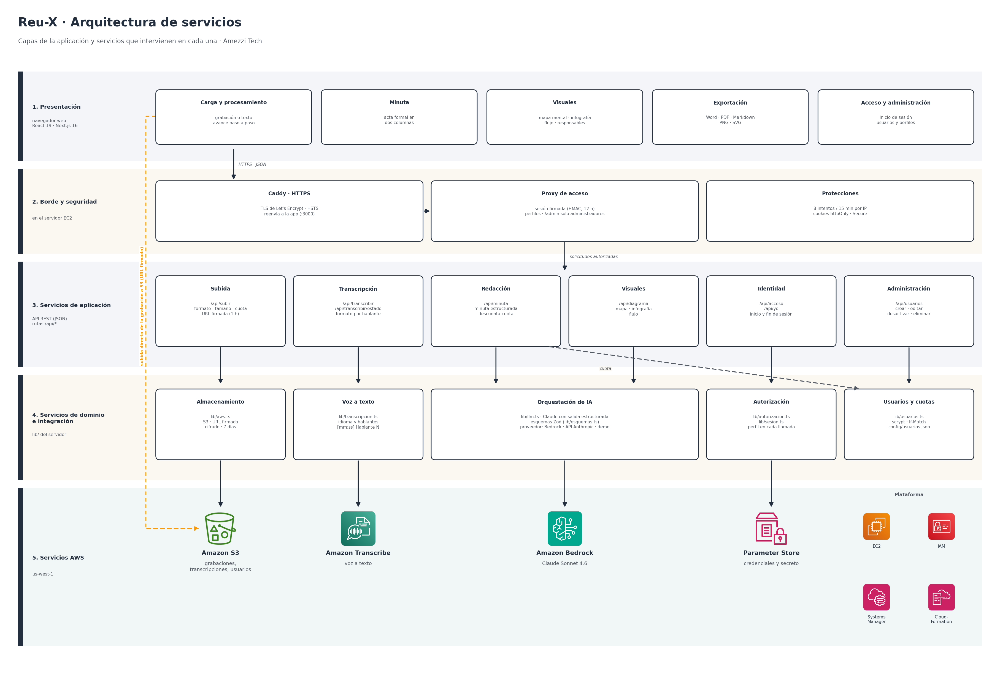 Reu-X · Arquitectura de servicios
Capas de la aplicación y servicios que intervienen en cada una · Amezzi Tech
1. Presentación
navegador web
React 19 · Next.js 16
Carga y procesamiento
grabación o texto
avance paso a paso
Minuta
acta formal en
dos columnas
Visuales
mapa mental · infografía
flujo · responsables
Exportación
Word · PDF · Markdown
PNG · SVG
Acceso y administración
inicio de sesión
usuarios y perfiles
HTTPS · JSON
subida directa de la grabación a S3 (URL firmada)
2. Borde y seguridad
en el servidor EC2
Caddy · HTTPS
TLS de Let's Encrypt · HSTS
reenvía a la app (:3000)
Proxy de acceso
sesión firmada (HMAC, 12 h)
perfiles · /admin solo administradores
Protecciones
8 intentos / 15 min por IP
cookies httpOnly · Secure
solicitudes autorizadas
3. Servicios de aplicación
API REST (JSON)
rutas /api/*
Subida
/api/subir
formato · tamaño · cuota
URL firmada (1 h)
Transcripción
/api/transcribir
/api/transcribir/estado
formato por hablante
Redacción
/api/minuta
minuta estructurada
descuenta cuota
Visuales
/api/diagrama
mapa · infografía
flujo
Identidad
/api/acceso
/api/yo
inicio y fin de sesión
Administración
/api/usuarios
crear · editar
desactivar · eliminar
cuota
4. Servicios de dominio
e integración
lib/ del servidor
Almacenamiento
lib/aws.ts
S3 · URL firmada
cifrado · 7 días
Voz a texto
lib/transcripcion.ts
idioma y hablantes
[mm:ss] Hablante N
Orquestación de IA
lib/llm.ts · Claude con salida estructurada
esquemas Zod (lib/esquemas.ts)
proveedor: Bedrock · API Anthropic · demo
Autorización
lib/autorizacion.ts
lib/sesion.ts
perfil en cada llamada
Usuarios y cuotas
lib/usuarios.ts
scrypt · If-Match
config/usuarios.json
5. Servicios AWS
us-west-1
Amazon S3
grabaciones,
transcripciones, usuarios
Amazon Transcribe
voz a texto
Amazon Bedrock
Claude Sonnet 4.6
Parameter Store
credenciales y secreto
Plataforma
EC2
IAM
Systems
Manager
Cloud-
Formation